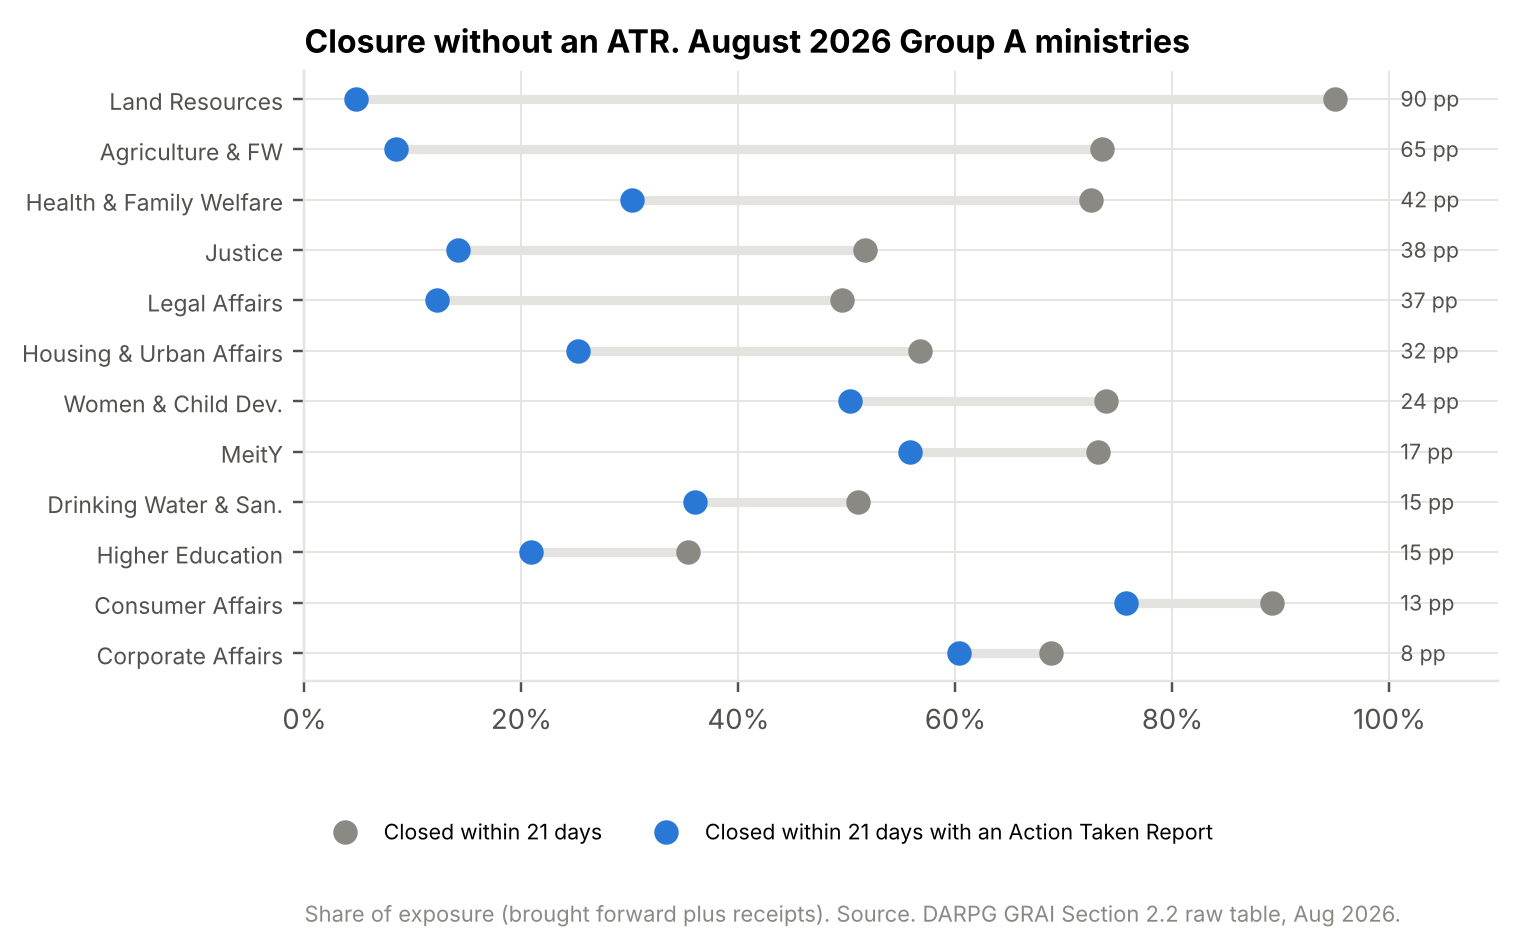 Closure without an ATR. August 2026 Group A ministries
Land Resources 90 pp
Agriculture & FW 65 pp
Health & Family Welfare 42 pp
Justice 38 pp
Legal Affairs 37 pp
Housing & Urban Affairs 32 pp
Women & Child Dev. 24 pp
MeitY 17 pp
Drinking Water & San. 15 pp
Higher Education 15 pp
Consumer Affairs 13 pp
Corporate Affairs 8 pp
0% 20% 40% 60% 80% 100%
Closed within 21 days Closed within 21 days with an Action Taken Report
Share of exposure (brought forward plus receipts). Source. DARPG GRAI Section 2.2 raw table, Aug 2026.